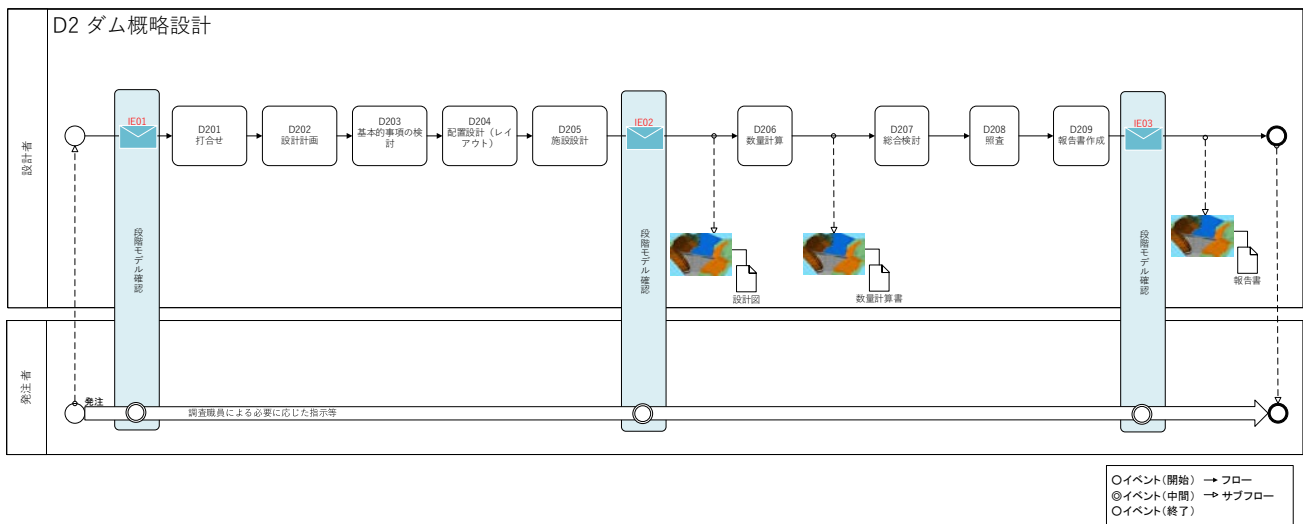 D2 ダム概略設計
設計者
IE01
D201
打合せ
D202
設計計画
D203
基本的事項の検
討
D204
配置設計（レイ
アウト）
D205
施設設計
IE02
D206
数量計算
D207
総合検討
D208
照査
D209
報告書作成
IE03
段階モデル確認
段階モデル確認
段階モデル確認
設計図
数量計算書
報告書
発注者
発注
調査職員による必要に応じた指示等
イベント(開始)
フロー
イベント(中間)
サブフロー
イベント(終了)